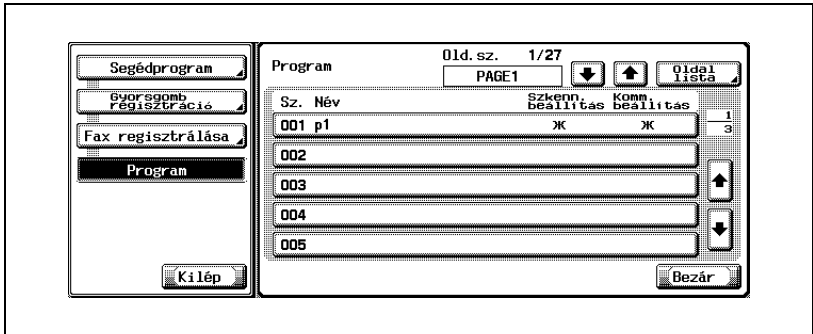 Segédprogram
Gyorsgomb
regisztráció
Fax regisztrálása
Program
Kilép
Program
Old.sz. 1/27
PAGE1
Oldal
lista
Sz. Név
Szkenn. beállítás
Komm. beállítás
001 p1 Ж Ж
002
003
004
005
1
3
Bezár